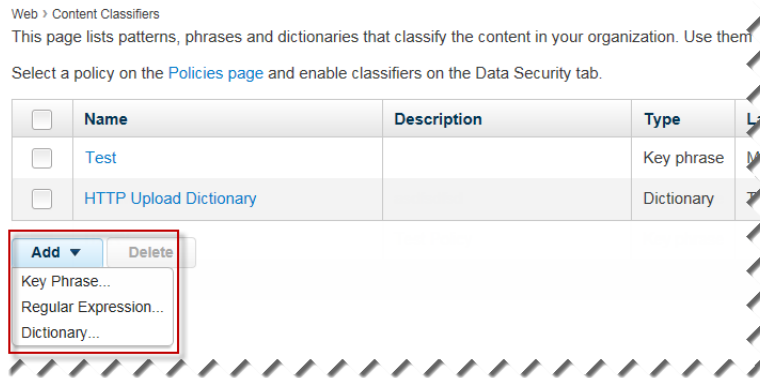 Web > Content Classifiers
This page lists patterns, phrases and dictionaries that classify the content in your organization. Use them
Select a policy on the Policies page and enable classifiers on the Data Security tab.
Name Description Type
Test Key phrase
HTTP Upload Dictionary Dictionary
Add ▼ Delete
Key Phrase...
Regular Expression...
Dictionary...